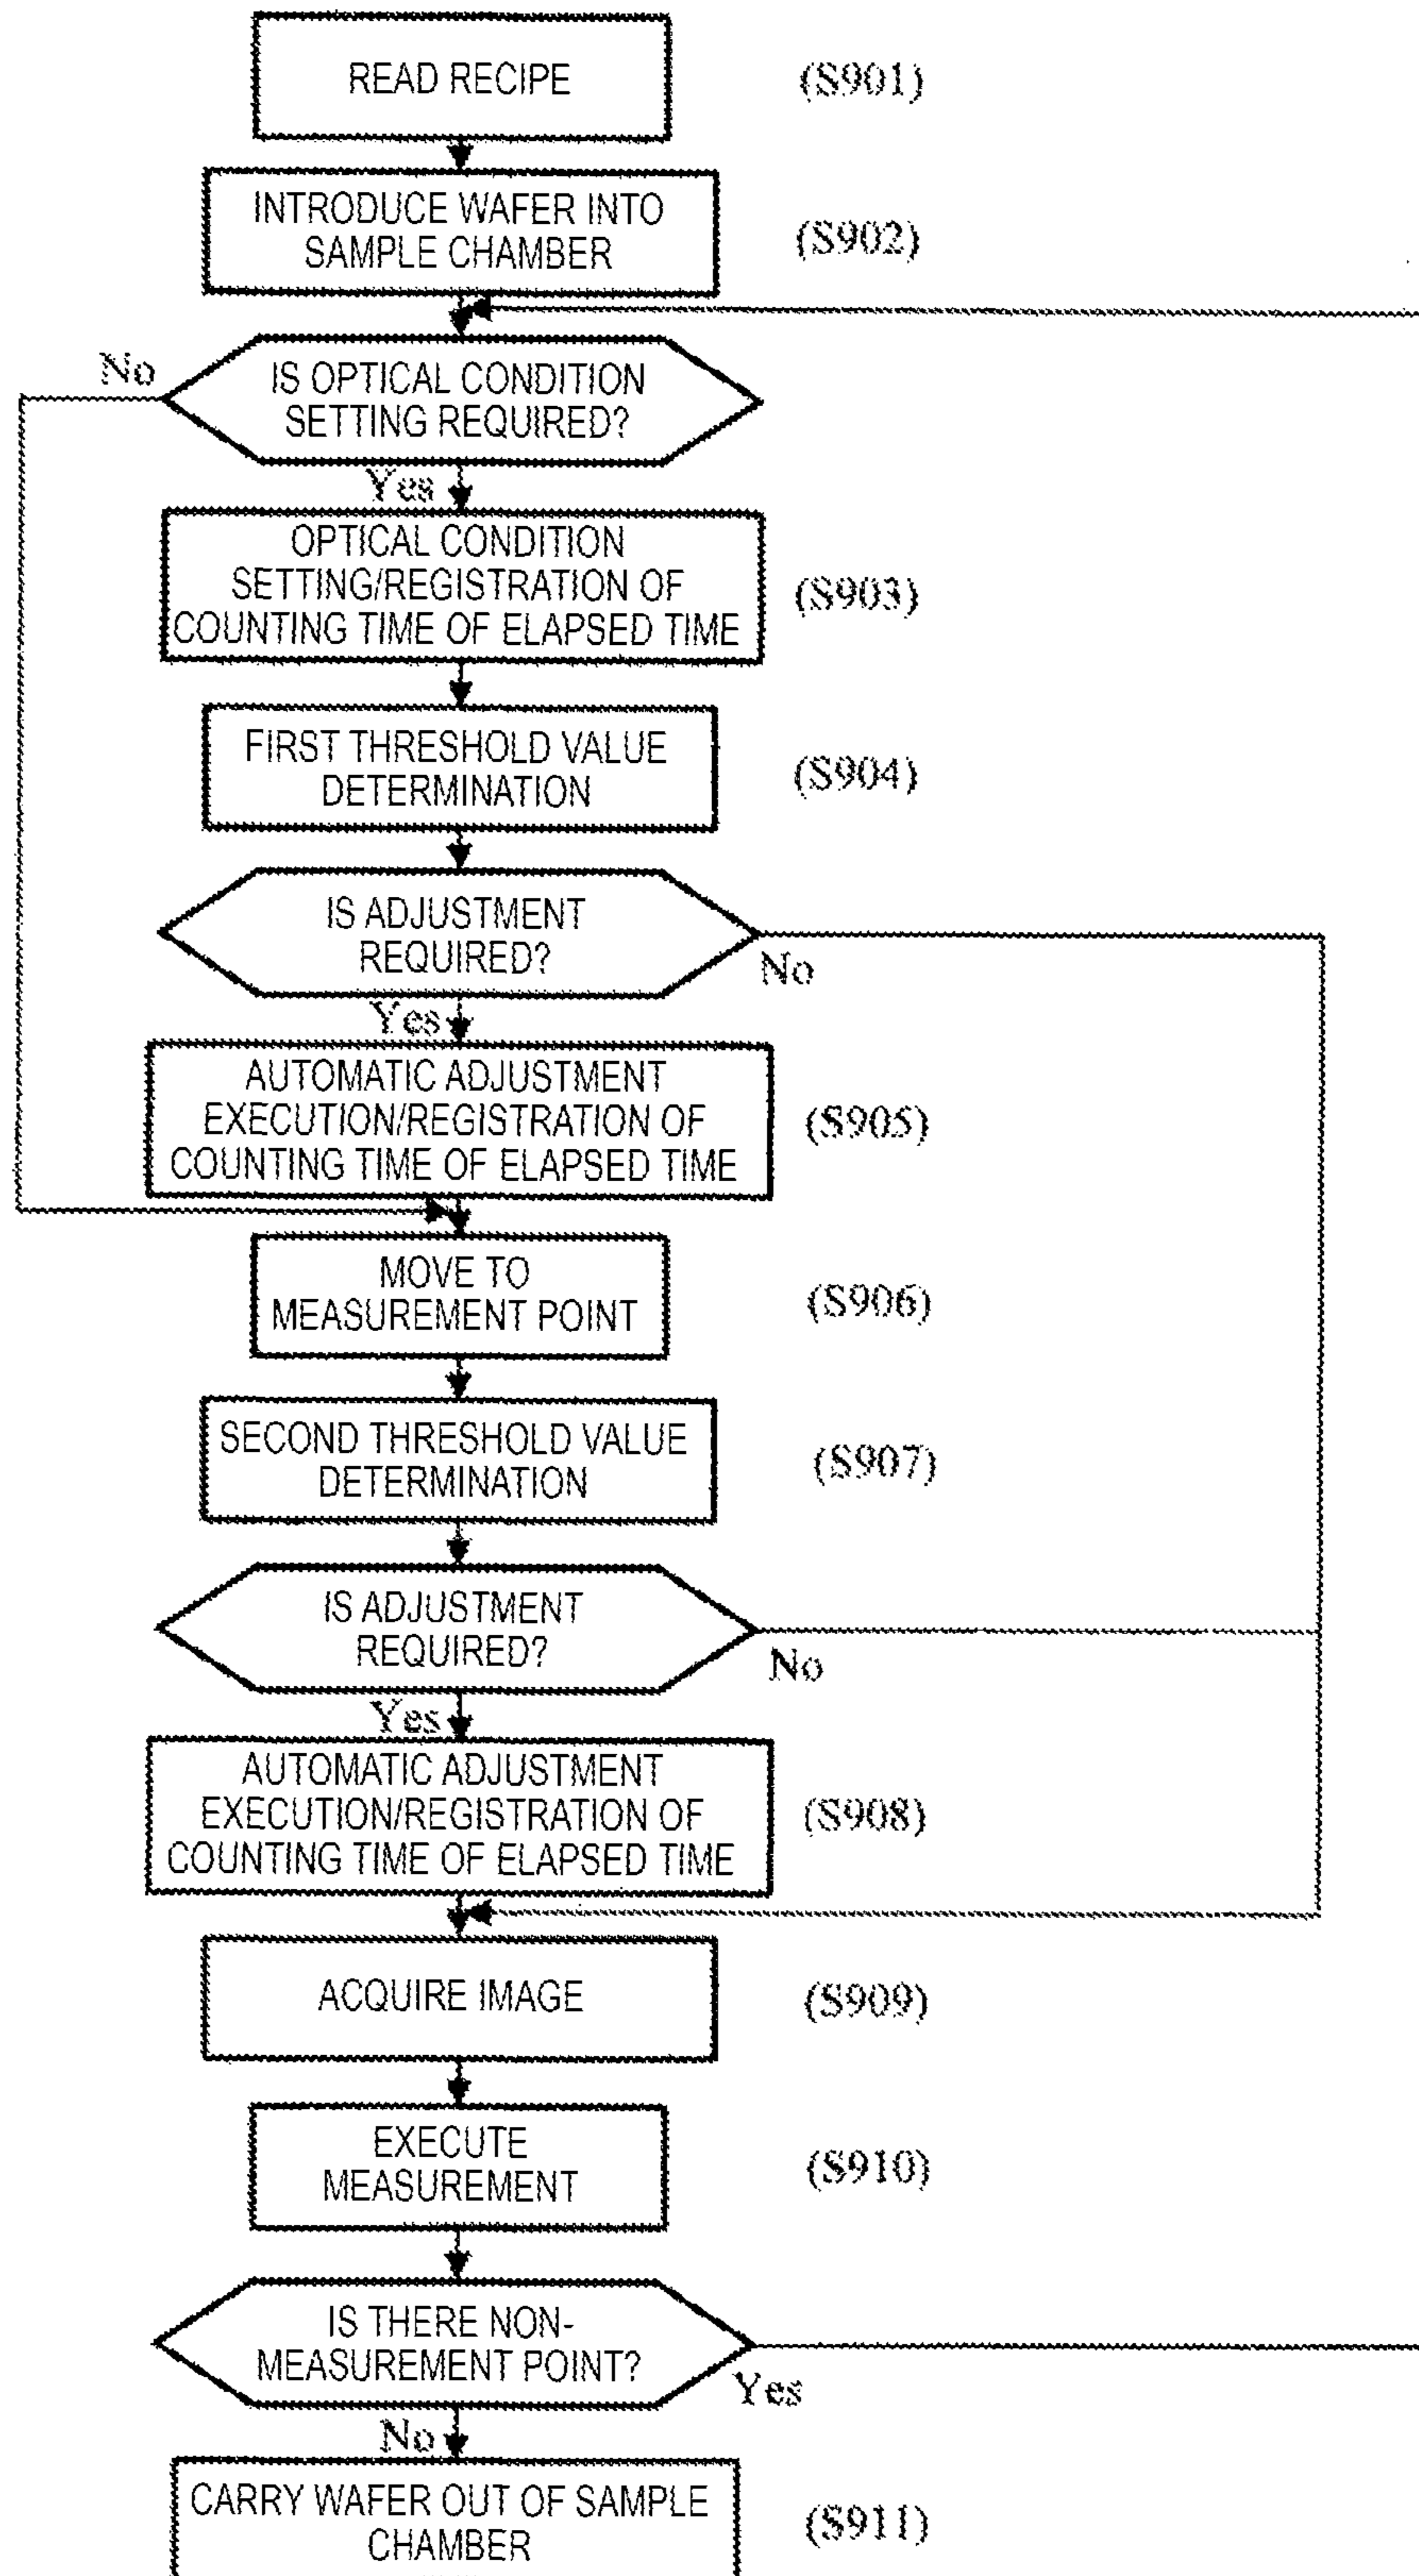 READ RECIPE
(S901)
INTRODUCE WAFER INTO
SAMPLE CHAMBER
(S902)
No
IS OPTICAL CONDITION
SETTING REQUIRED?
Yes
OPTICAL CONDITION
SETTING/REGISTRATION OF
COUNTING TIME OF ELAPSED TIME
(S903)
FIRST THRESHOLD VALUE
DETERMINATION
(S904)
IS ADJUSTMENT
REQUIRED?
No
Yes
AUTOMATIC ADJUSTMENT
EXECUTION/REGISTRATION OF
COUNTING TIME OF ELAPSED TIME
(S905)
MOVE TO
MEASUREMENT POINT
(S906)
SECOND THRESHOLD VALUE
DETERMINATION
(S907)
IS ADJUSTMENT
REQUIRED?
No
Yes
AUTOMATIC ADJUSTMENT
EXECUTION/REGISTRATION OF
COUNTING TIME OF ELAPSED TIME
(S908)
ACQUIRE IMAGE
(S909)
EXECUTE
MEASUREMENT
(S910)
IS THERE NON-
MEASUREMENT POINT?
Yes
No
CARRY WAFER OUT OF SAMPLE
CHAMBER
(S911)